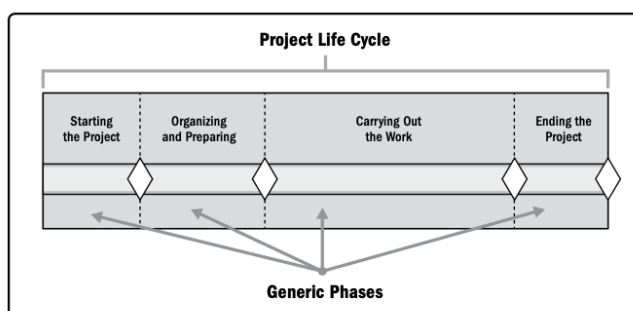 Project Life Cycle
Starting
the Project
Organizing
and Preparing
Carrying Out
the Work
Ending the
Project
Generic Phases